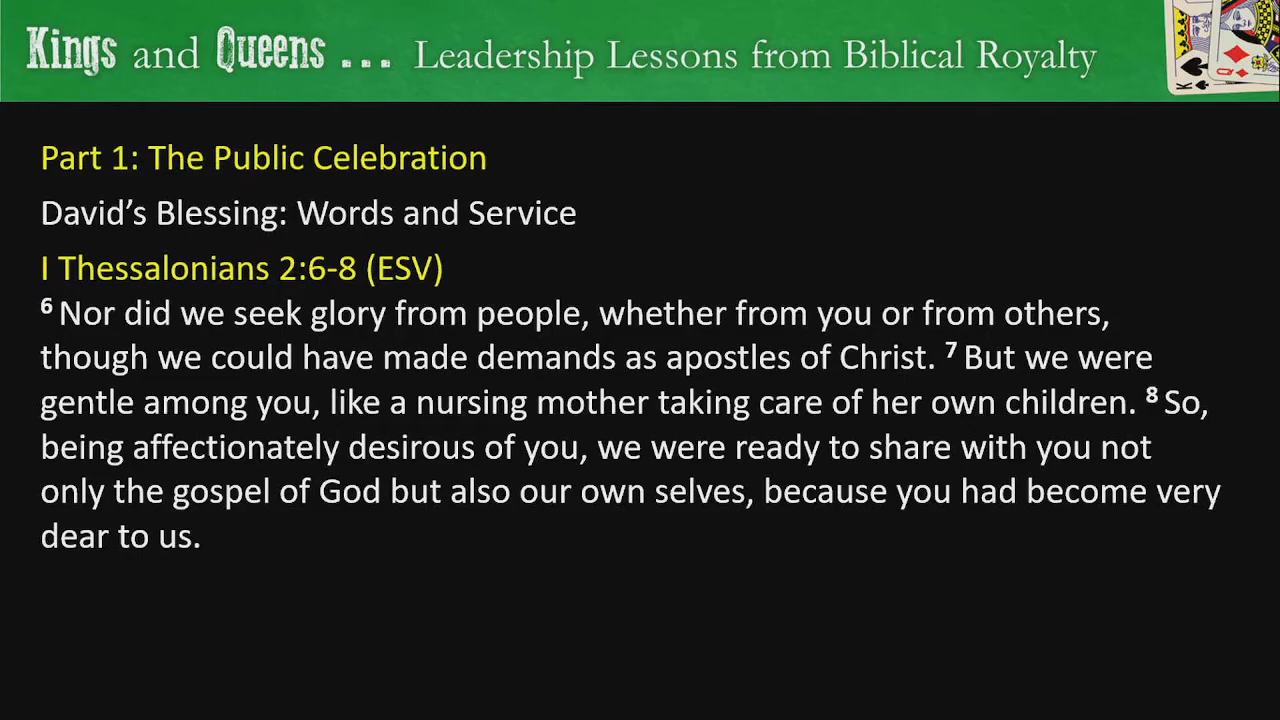 Kings and Queens ... Leadership Lessons from Biblical Royalty
K
Q
Part 1: The Public Celebration
David’s Blessing: Words and Service
I Thessalonians 2:6-8 (ESV)
6 Nor did we seek glory from people, whether from you or from others,
though we could have made demands as apostles of Christ. 7 But we were
gentle among you, like a nursing mother taking care of her own children. 8 So,
being affectionately desirous of you, we were ready to share with you not
only the gospel of God but also our own selves, because you had become very
dear to us.